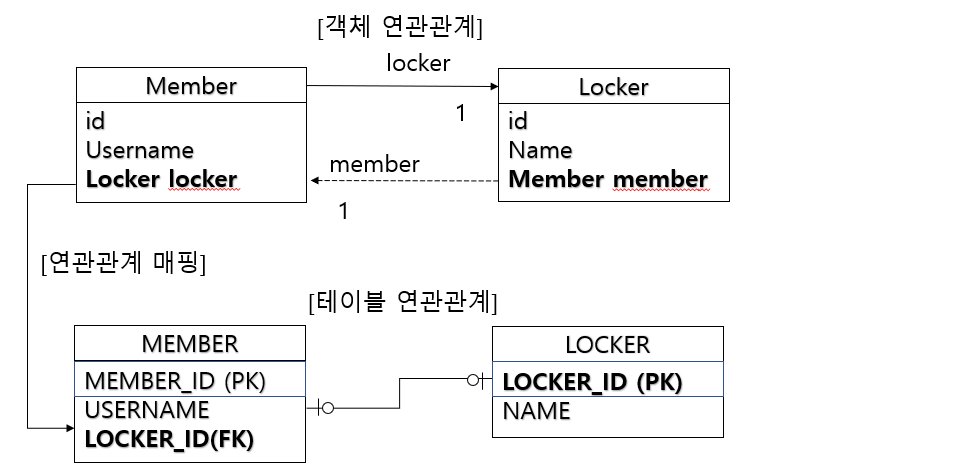 [객체 연관관계]
locker
Member
Locker
1
id
Username
Locker locker
id
Name
Member member
member
1
[연관관계 매핑]
[테이블 연관관계]
MEMBER
MEMBER_ID (PK)
USERNAME
LOCKER_ID(FK)
LOCKER
LOCKER_ID (PK)
NAME